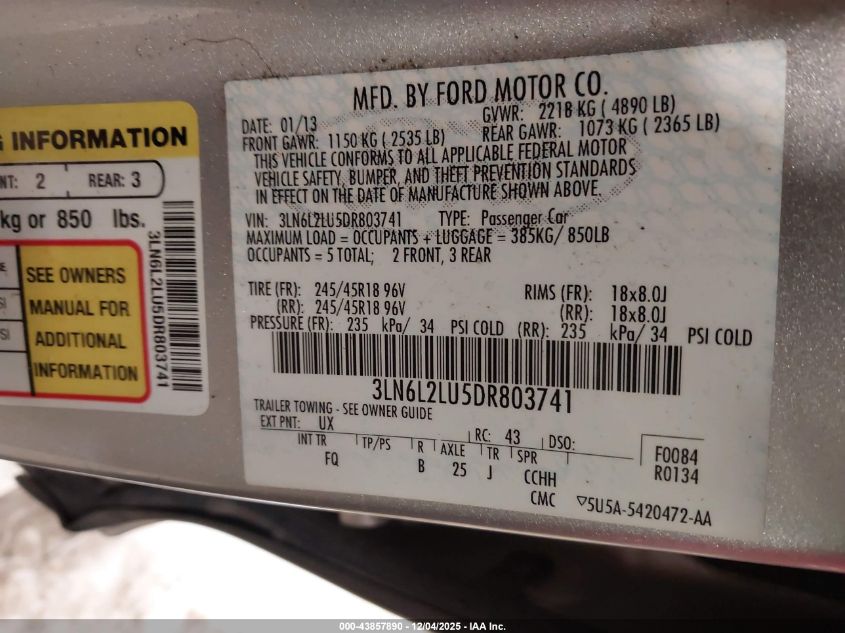 G INFORMATION
NT: 2 REAR: 3
kg or 850 lbs.
SEE OWNERS
MANUAL FOR
ADDITIONAL
INFORMATION
3LN6L2LU5DR803741
MFD. BY FORD MOTOR CO.
DATE: 01/13 GVWR: 2218 KG ( 4890 LB)
FRONT GAWR: 1150 KG ( 2535 LB) REAR GAWR: 1073 KG ( 2365 LB)
THIS VEHICLE CONFORMS TO ALL APPLICABLE FEDERAL MOTOR
VEHICLE SAFETY, BUMPER, AND THEFT PREVENTION STANDARDS
IN EFFECT ON THE DATE OF MANUFACTURE SHOWN ABOVE.
VIN: 3LN6L2LU5DR803741 TYPE: Passenger Car
MAXIMUM LOAD = OCCUPANTS + LUGGAGE = 385KG/ 850LB
OCCUPANTS = 5 TOTAL; 2 FRONT, 3 REAR
TIRE (FR): 245/45R18 96V RIMS (FR): 18x8.0J
(RR): 245/45R18 96V (RR): 18x8.0J
PRESSURE (FR): 235 kPa/ 34 PSI COLD (RR): 235 kPa/ 34 PSI COLD
3LN6L2LU5DR803741
TRAILER TOWING - SEE OWNER GUIDE
EXT PNT: UX RC: 43 DSO:
INT TR TP/PS R AXLE TR SPR
FQ B 25 J CCHH
CMC
F0084
R0134
▽5U5A-5420472-AA
000-43857890 - 12/04/2025 - IAA Inc.